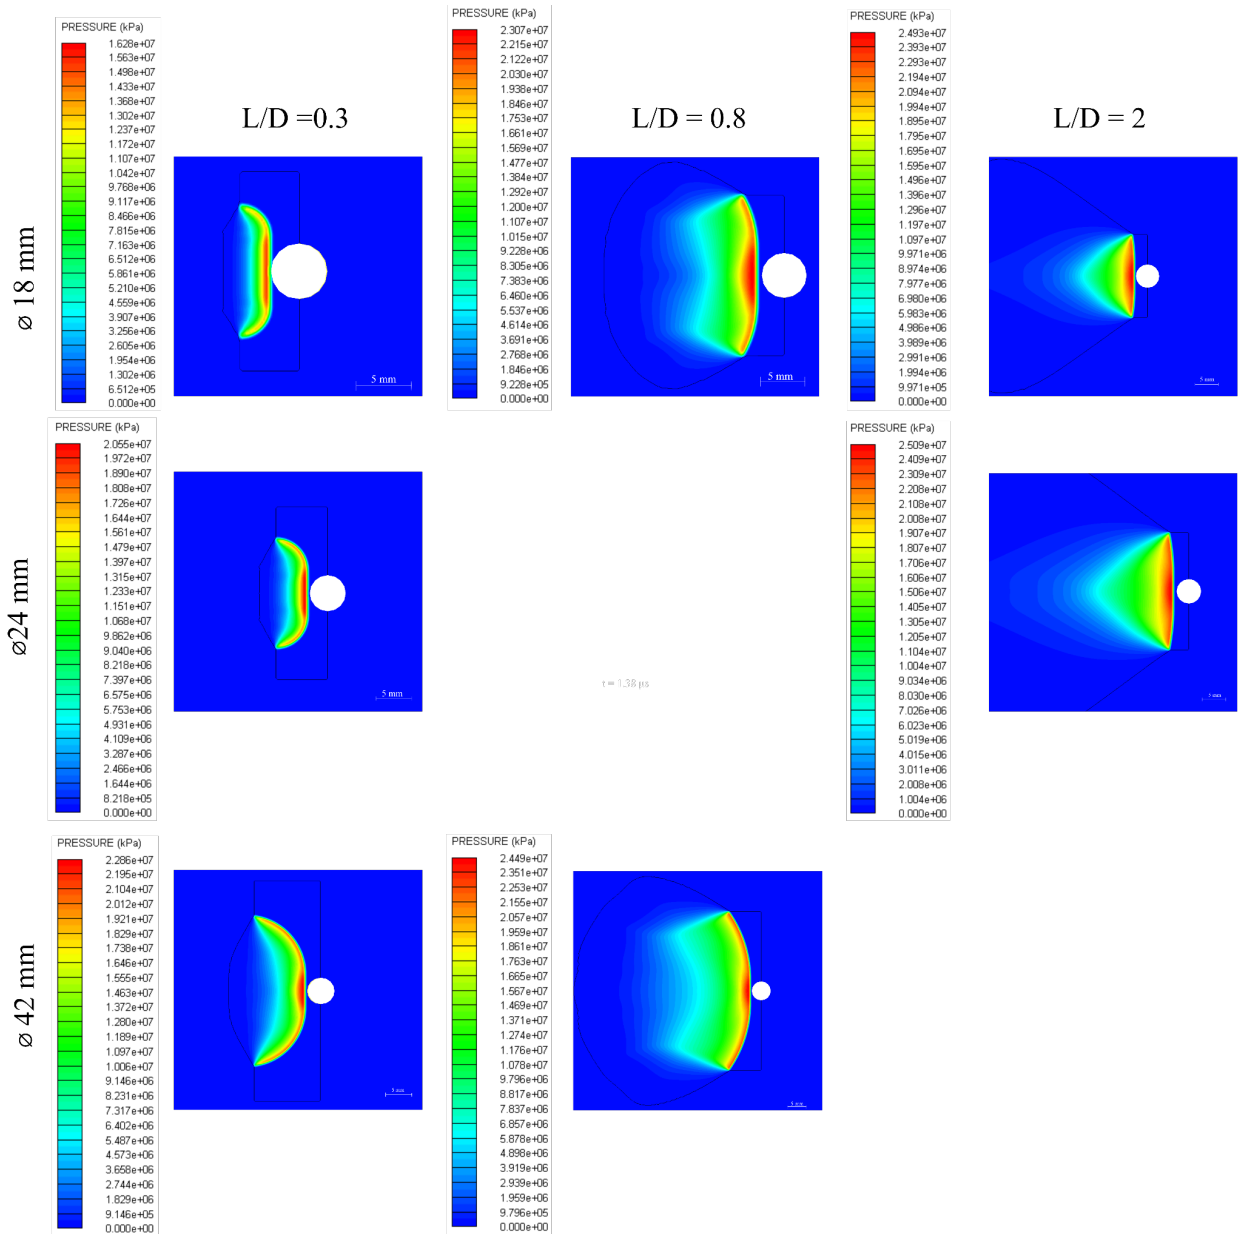 PRESSURE (kPa)
1.628e+07
1.563e+07
1.498e+07
1.433e+07
1.368e+07
1.302e+07
1.237e+07
1.172e+07
1.107e+07
1.042e+07
9.768e+06
9.117e+06
8.466e+06
7.815e+06
7.163e+06
6.512e+06
5.861e+06
5.210e+06
4.559e+06
3.907e+06
3.256e+06
2.605e+06
1.954e+06
1.302e+06
6.512e+05
0.000e+00
L/D =0.3
5 mm
PRESSURE (kPa)
2.307e+07
2.215e+07
2.122e+07
2.030e+07
1.938e+07
1.846e+07
1.753e+07
1.661e+07
1.569e+07
1.477e+07
1.384e+07
1.292e+07
1.200e+07
1.107e+07
1.015e+07
9.228e+06
8.305e+06
7.383e+06
6.460e+06
5.537e+06
4.614e+06
3.691e+06
2.768e+06
1.846e+06
9.228e+05
0.000e+00
L/D = 0.8
5 mm
PRESSURE (kPa)
2.493e+07
2.393e+07
2.293e+07
2.194e+07
2.094e+07
1.994e+07
1.895e+07
1.795e+07
1.695e+07
1.595e+07
1.496e+07
1.396e+07
1.296e+07
1.197e+07
1.097e+07
9.971e+06
8.974e+06
7.977e+06
6.980e+06
5.983e+06
4.986e+06
3.989e+06
2.991e+06
1.994e+06
9.971e+05
0.000e+00
L/D = 2
5 mm
⌀ 18 mm
PRESSURE (kPa)
2.055e+07
1.972e+07
1.890e+07
1.808e+07
1.726e+07
1.644e+07
1.561e+07
1.479e+07
1.397e+07
1.315e+07
1.233e+07
1.151e+07
1.068e+07
9.862e+06
9.040e+06
8.218e+06
7.397e+06
6.575e+06
5.753e+06
4.931e+06
4.109e+06
3.287e+06
2.466e+06
1.644e+06
8.218e+05
0.000e+00
5 mm
t = 1.38 µs
PRESSURE (kPa)
2.509e+07
2.409e+07
2.309e+07
2.208e+07
2.108e+07
2.008e+07
1.907e+07
1.807e+07
1.706e+07
1.606e+07
1.506e+07
1.405e+07
1.305e+07
1.205e+07
1.104e+07
1.004e+07
9.034e+06
8.030e+06
7.026e+06
6.023e+06
5.019e+06
4.015e+06
3.011e+06
2.008e+06
1.004e+06
0.000e+00
5 mm
⌀24 mm
PRESSURE (kPa)
2.286e+07
2.195e+07
2.104e+07
2.012e+07
1.921e+07
1.829e+07
1.738e+07
1.646e+07
1.555e+07
1.463e+07
1.372e+07
1.280e+07
1.189e+07
1.097e+07
1.006e+07
9.146e+06
8.231e+06
7.317e+06
6.402e+06
5.487e+06
4.573e+06
3.658e+06
2.744e+06
1.829e+06
9.146e+05
0.000e+00
5 mm
PRESSURE (kPa)
2.449e+07
2.351e+07
2.253e+07
2.155e+07
2.057e+07
1.959e+07
1.861e+07
1.763e+07
1.665e+07
1.567e+07
1.469e+07
1.371e+07
1.274e+07
1.176e+07
1.078e+07
9.796e+06
8.817e+06
7.837e+06
6.857e+06
5.878e+06
4.898e+06
3.919e+06
2.939e+06
1.959e+06
9.796e+05
0.000e+00
5 mm
⌀ 42 mm